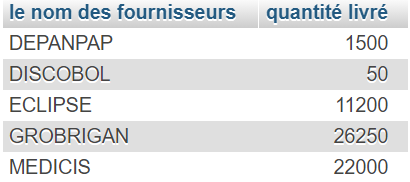 le nom des fournisseurs quantité livré
DEPANPAP 1500
DISCOBOL 50
ECLIPSE 11200
GROBRIGAN 26250
MEDICIS 22000